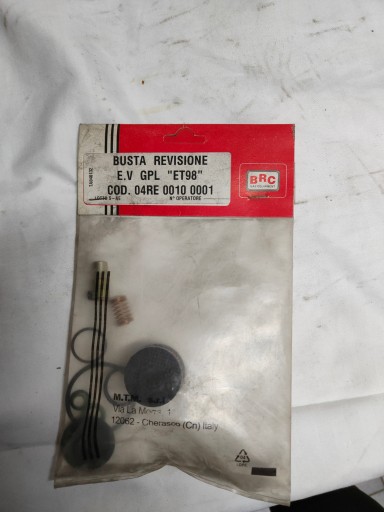 BUSTA REVISIONE
E.V GPL "ET98"
COD. 04RE 0010 0001
N° OPERATORE
BRC
M.T.M.
Via La Morra, 1
12062 - Cherasco (Cn) Italy